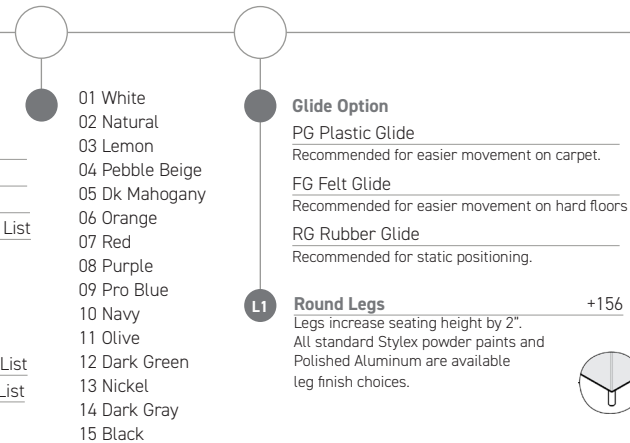 List
List
List
01 White
02 Natural
03 Lemon
04 Pebble Beige
05 Dk Mahogany
06 Orange
07 Red
08 Purple
09 Pro Blue
10 Navy
11 Olive
12 Dark Green
13 Nickel
14 Dark Gray
15 Black
Glide Option
PG Plastic Glide
Recommended for easier movement on carpet.
FG Felt Glide
Recommended for easier movement on hard floors
RG Rubber Glide
Recommended for static positioning.
L1 Round Legs +156
Legs increase seating height by 2".
All standard Stylex powder paints and
Polished Aluminum are available
leg finish choices.